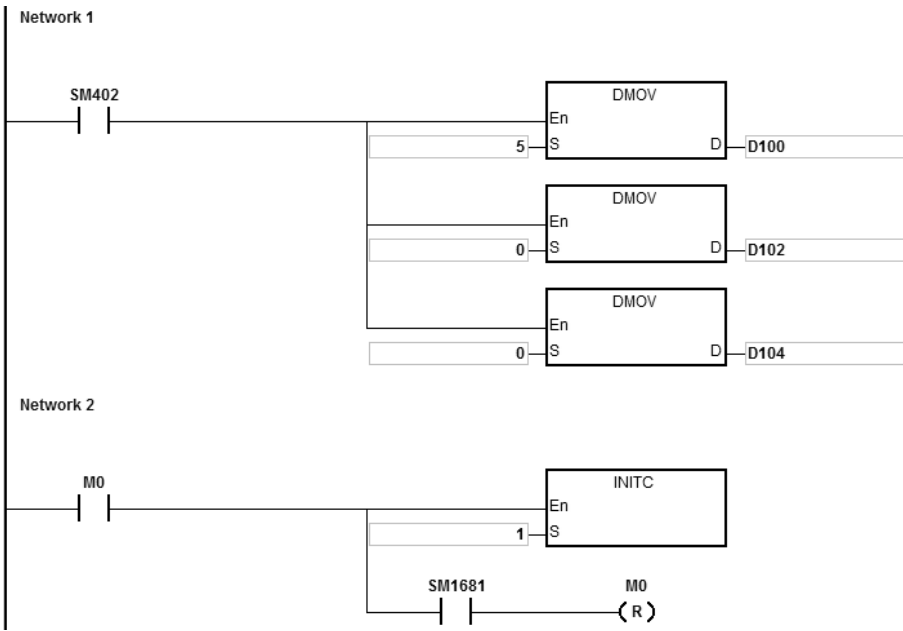 Network 1
SM402
DMOV
En
5 S D D100
DMOV
En
0 S D D102
DMOV
En
0 S D D104
Network 2
M0
INITC
En
1 S
SM1681 M0
( R )